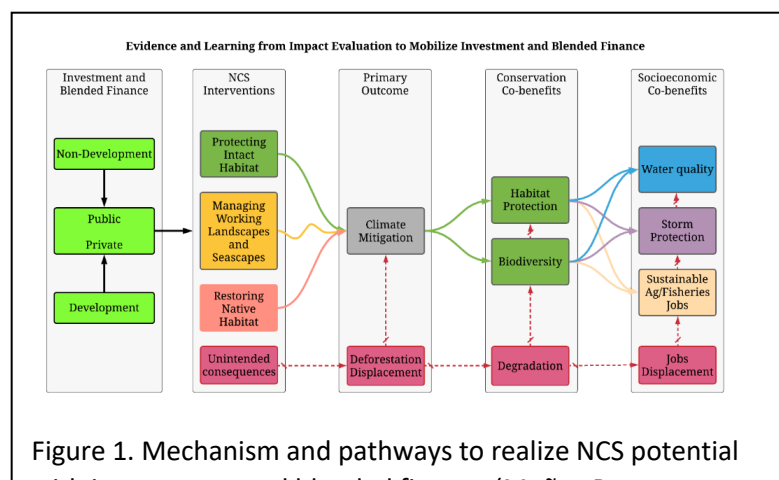 Evidence and Learning from Impact Evaluation to Mobilize Investment and Blended Finance
Investment and
Blended Finance
Non-Development
Public
Private
Development
NCS
Interventions
Protecting
Intact
Habitat
Managing
Working
Landscapes
and
Seascapes
Restoring
Native
Habitat
Unintended
consequences
Primary
Outcome
Climate
Mitigation
Deforestation
Displacement
Conservation
Co-benefits
Habitat
Protection
Biodiversity
Degradation
Socioeconomic
Co-benefits
Water quality
Storm
Protection
Sustainable
Ag/Fisheries
Jobs
Jobs
Displacement
Figure 1. Mechanism and pathways to realize NCS potential